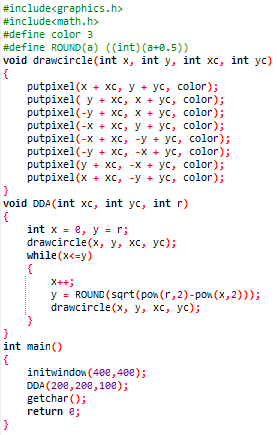 #include<graphics.h>
#include<math.h>
#define color 3
#define ROUND(a) ((int)(a+0.5))
void drawcircle(int x, int y, int xc, int yc)
{
putpixel(x + xc, y + yc, color);
putpixel( y + xc, x + yc, color);
putpixel(-y + xc, x + yc, color);
putpixel(-x + xc, y + yc, color);
putpixel(-x + xc, -y + yc, color);
putpixel(-y + xc, -x + yc, color);
putpixel(y + xc, -x + yc, color);
putpixel(x + xc, -y + yc, color);
}
void DDA(int xc, int yc, int r)
{
int x = 0, y = r;
drawcircle(x, y, xc, yc);
while(x<=y)
{
x++;
y = ROUND(sqrt(pow(r,2)-pow(x,2)));
drawcircle(x, y, xc, yc);
}
}
int main()
{
initwindow(400,400);
DDA(200,200,100);
getchar();
return 0;
}